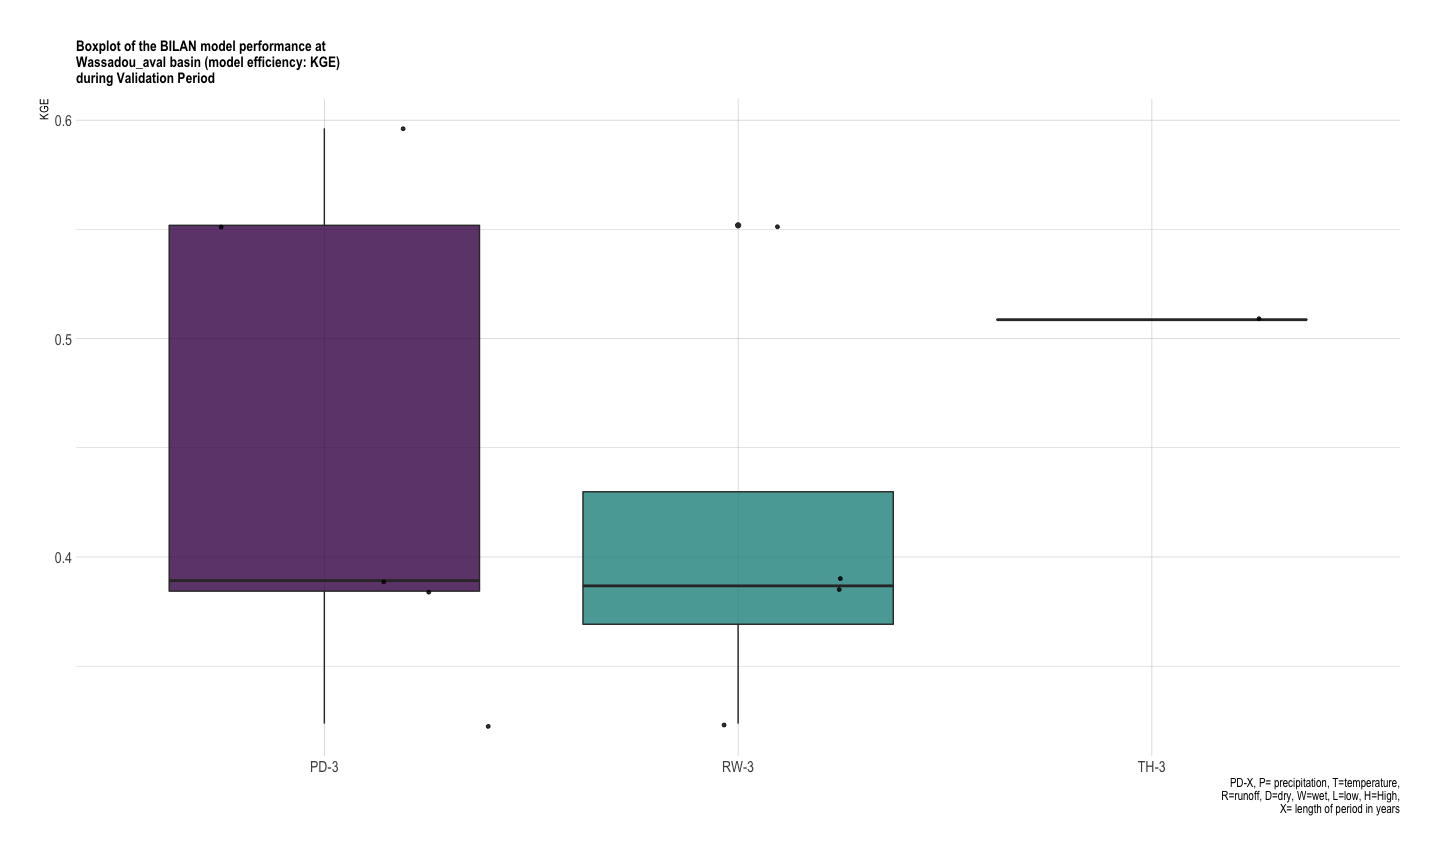 Boxplot of the BILAN model performance at
Wassadou_aval basin (model efficiency: KGE)
during Validation Period
KGE
0.6
0.5
0.4
PD-3
RW-3
TH-3
PD-X, P= precipitation, T=temperature,
R=runoff, D=dry, W=wet, L=low, H=High,
X= length of period in years